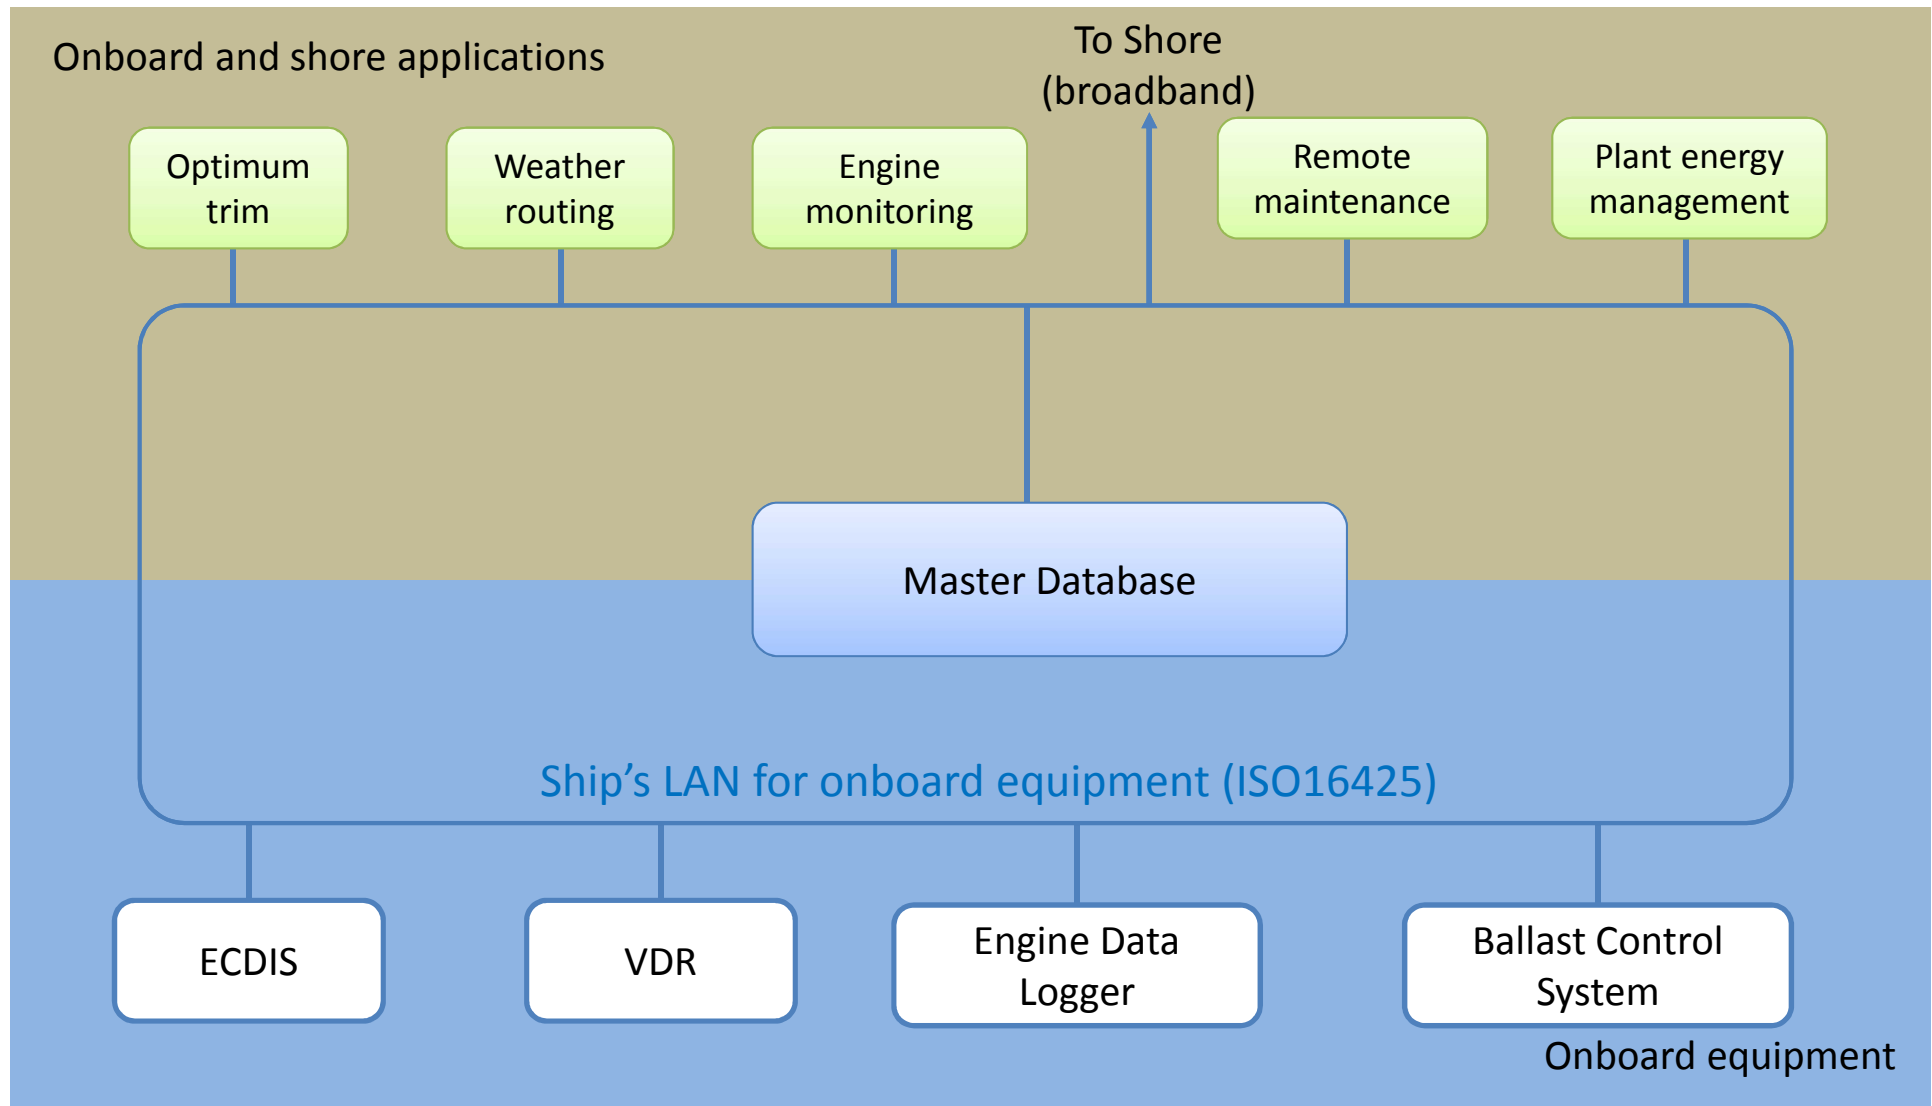 Onboard and shore applications
To Shore
(broadband)
Optimum
trim
Weather
routing
Engine
monitoring
Remote
maintenance
Plant energy
management
Master Database
Ship’s LAN for onboard equipment (ISO16425)
ECDIS
VDR
Engine Data
Logger
Ballast Control
System
Onboard equipment